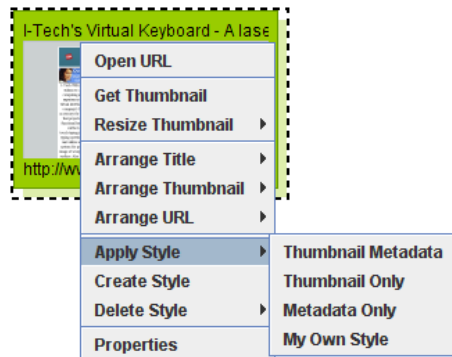 I-Tech's Virtual Keyboard - A lase
Open URL
Get Thumbnail
Resize Thumbnail
Arrange Title
http://w
Arrange Thumbnail
Arrange URL
Apply Style
Thumbnail Metadata
Create Style
Thumbnail Only
Delete Style
Metadata Only
Properties
My Own Style